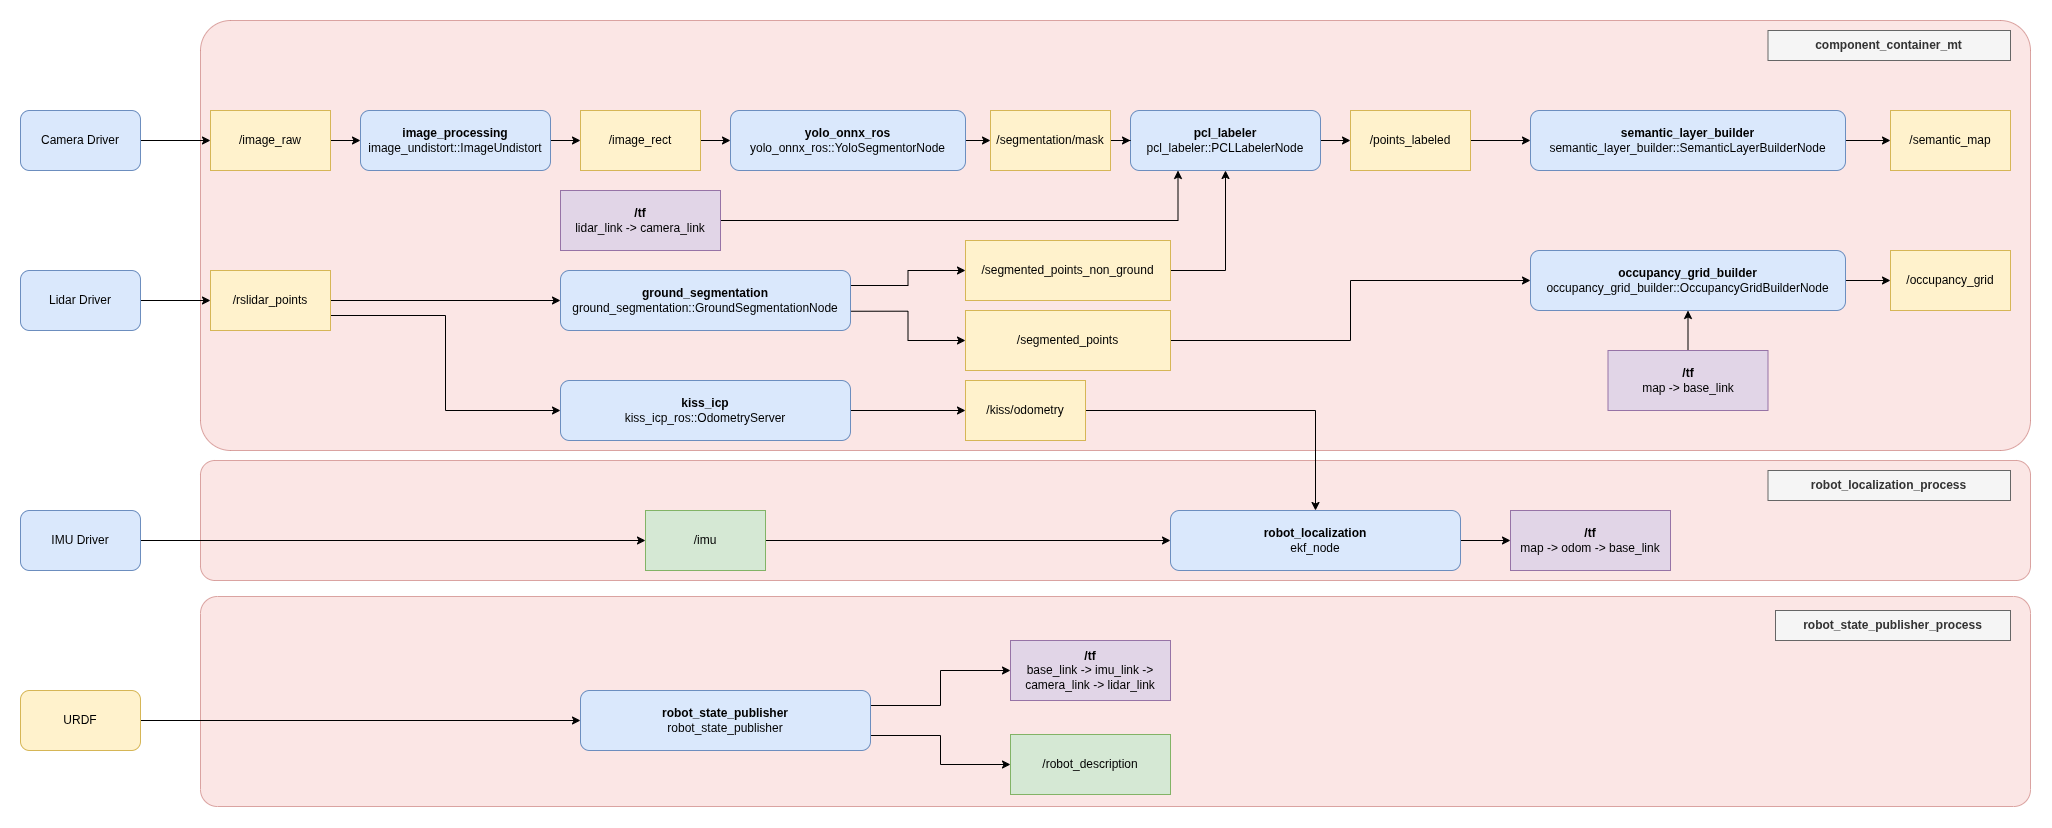 component_container_mt
Camera Driver
/image_raw
image_processing
image_undistort::ImageUndistort
/image_rect
yolo_onnx_ros
yolo_onnx_ros::YoloSegmentorNode
/segmentation/mask
pcl_labeler
pcl_labeler::PCLLabelerNode
/points_labeled
semantic_layer_builder
semantic_layer_builder::SemanticLayerBuilderNode
/semantic_map
/tf
lidar_link -> camera_link
Lidar Driver
/rslidar_points
ground_segmentation
ground_segmentation::GroundSegmentationNode
/segmented_points_non_ground
/segmented_points
occupancy_grid_builder
occupancy_grid_builder::OccupancyGridBuilderNode
/occupancy_grid
/tf
map -> base_link
kiss_icp
kiss_icp_ros::OdometryServer
/kiss/odometry
robot_localization_process
IMU Driver
/imu
robot_localization
ekf_node
/tf
map -> odom -> base_link
robot_state_publisher_process
URDF
robot_state_publisher
robot_state_publisher
/tf
base_link -> imu_link ->
camera_link -> lidar_link
/robot_description